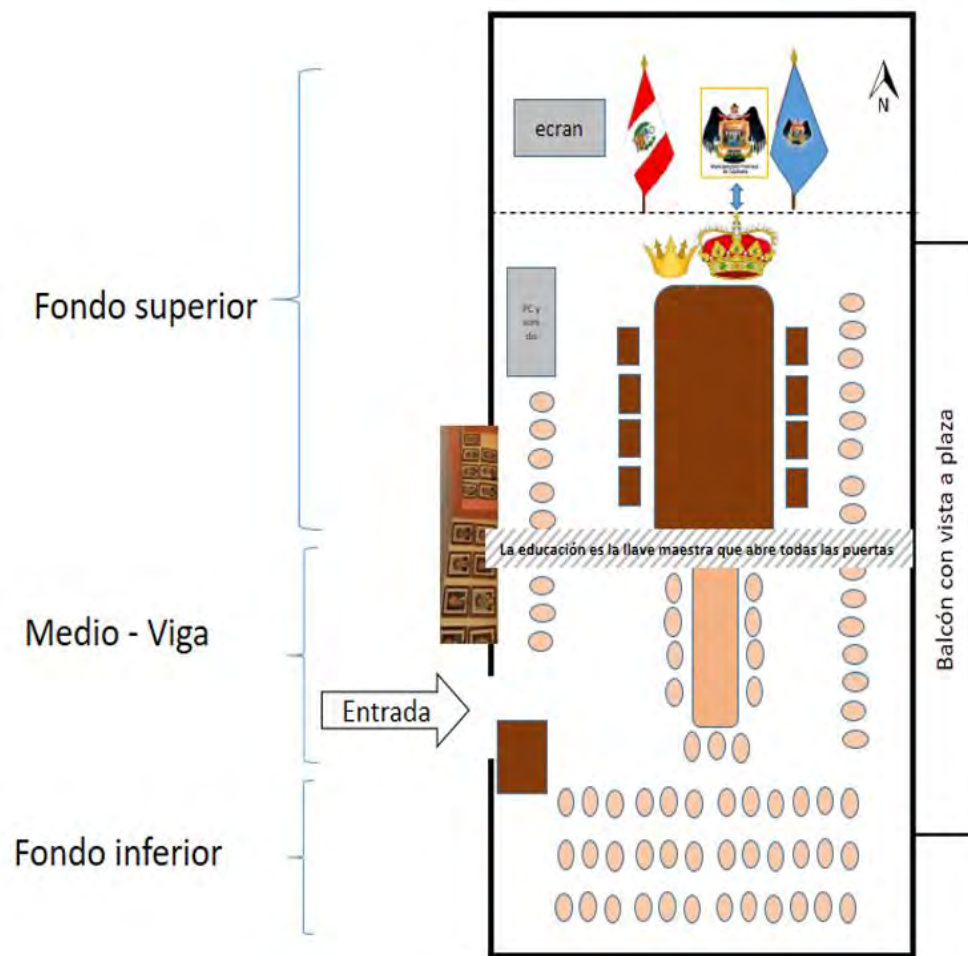 ecran
N
Fondo superior
PC y
La educación es la llave maestra que abre todas las puertas
Medio - Viga
Entrada
Fondo inferior
Balcón con vista a plaza